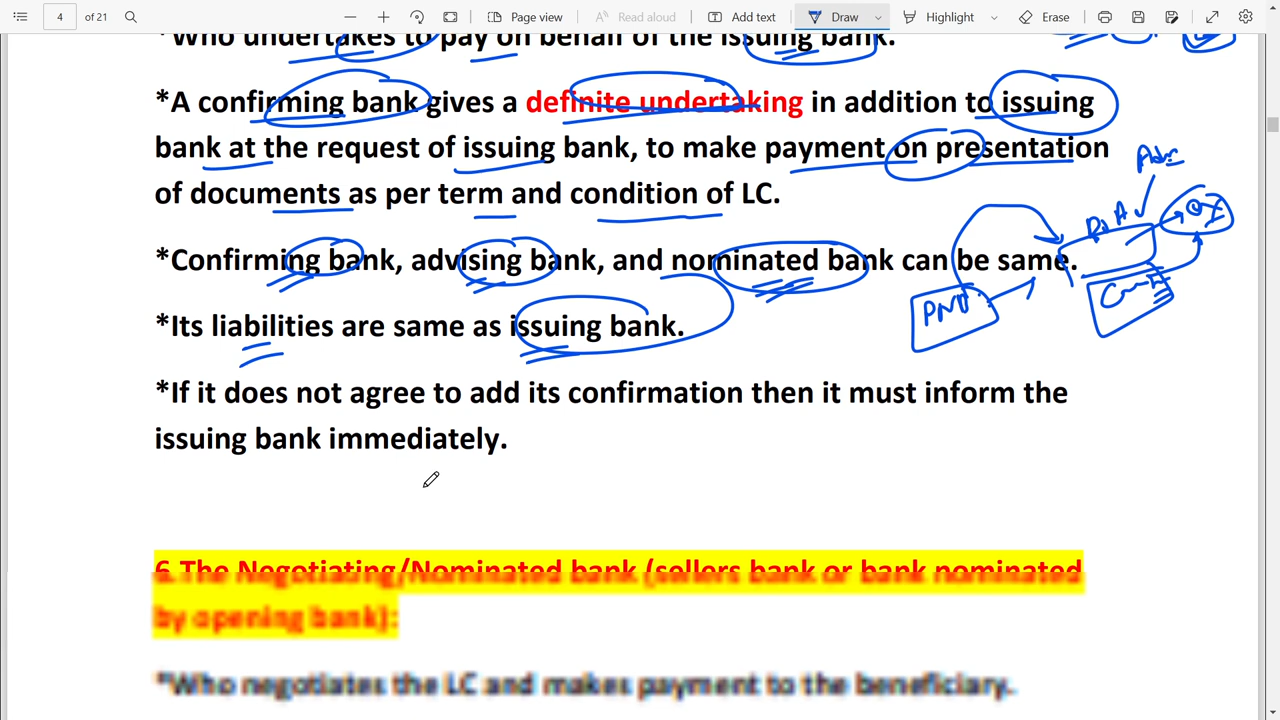 4 of 21 Page view Read aloud Add text Draw Highlight Erase
*Who undertakes to pay on behalf of the issuing bank.
*A confirming bank gives a definite undertaking in addition to issuing
bank at the request of issuing bank, to make payment on presentation
of documents as per term and condition of LC.
*Confirming bank, advising bank, and nominated bank can be same.
*Its liabilities are same as issuing bank.
*If it does not agree to add its confirmation then it must inform the
issuing bank immediately.
6.The Negotiating/Nominated bank (sellers bank or bank nominated
by opening bank):
*Who negotiates the LC and makes payment to the beneficiary.